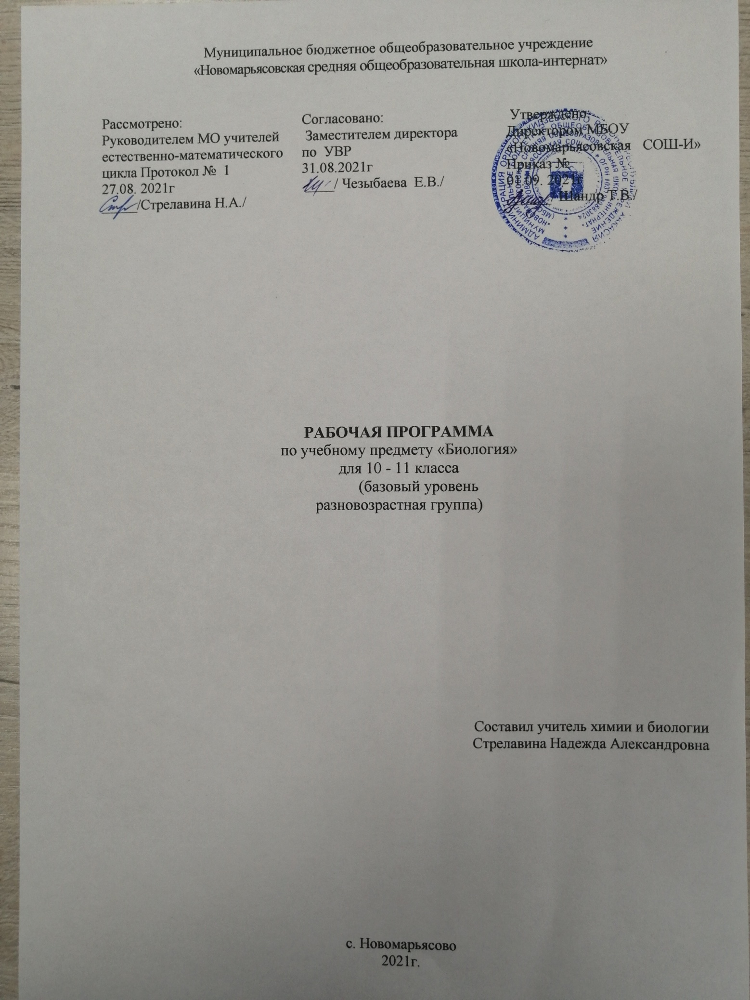 Муниципальное бюджетное общеобразовательное учреждение
«Новомарьясовская средняя общеобразовательная школа-интернат»
Рассмотрено:
Руководителем МО учителей
естественно-математического
цикла Протокол № 1
27.08. 2021г
/Стрелавина Н.А./
Согласовано:
Заместителем директора
по УВР
31.08.2021г
/ Чезыбаева Е.В./
Утверждено:
Директором МБОУ
«Новомарьясовская СОШ-И»
Приказ №
01.09. 2021г
/ Шандр Т.В./
РАБОЧАЯ ПРОГРАММА
по учебному предмету «Биология»
для 10 - 11 класса
(базовый уровень
разновозрастная группа)
Составил учитель химии и биологии
Стрелавина Надежда Александровна
с. Новомарьясово
2021г.